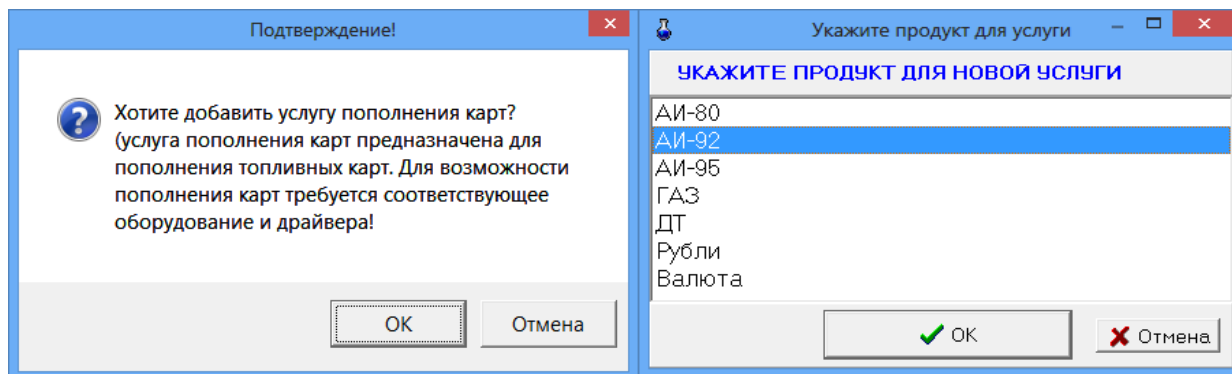 Подтверждение!
Хотите добавить услугу пополнения карт?
(услуга пополнения карт предназначена для
пополнения топливных карт. Для возможности
пополнения карт требуется соответствующее
оборудование и драйвера!
ОК
Отмена
Укажите продукт для услуги
УКАЖИТЕ ПРОДУКТ ДЛЯ НОВОЙ УСЛУГИ
АИ-80
АИ-92
АИ-95
ГАЗ
ДТ
Рубли
Валюта
ОК
Отмена